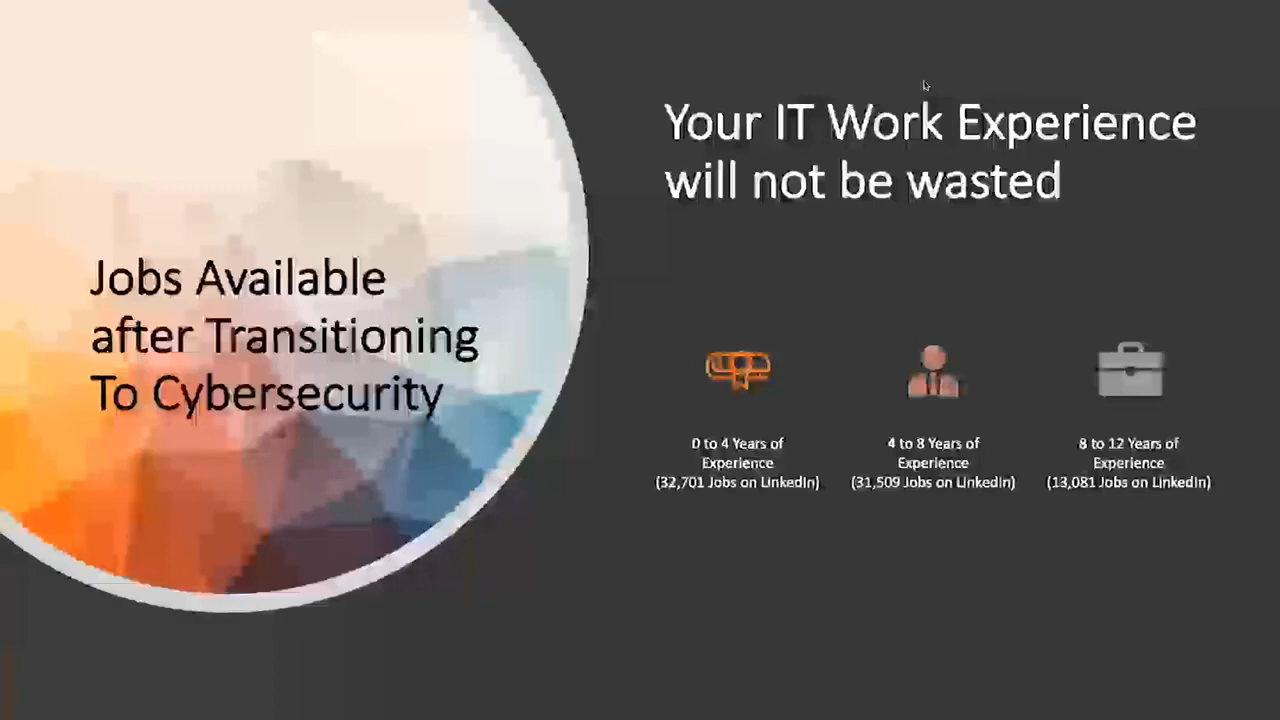 Jobs Available
after Transitioning
To Cybersecurity
Your IT Work Experience
will not be wasted
0 to 4 Years of
Experience
(32,701 Jobs on LinkedIn)
4 to 8 Years of
Experience
(31,509 Jobs on LinkedIn)
8 to 12 Years of
Experience
(13,081 Jobs on LinkedIn)